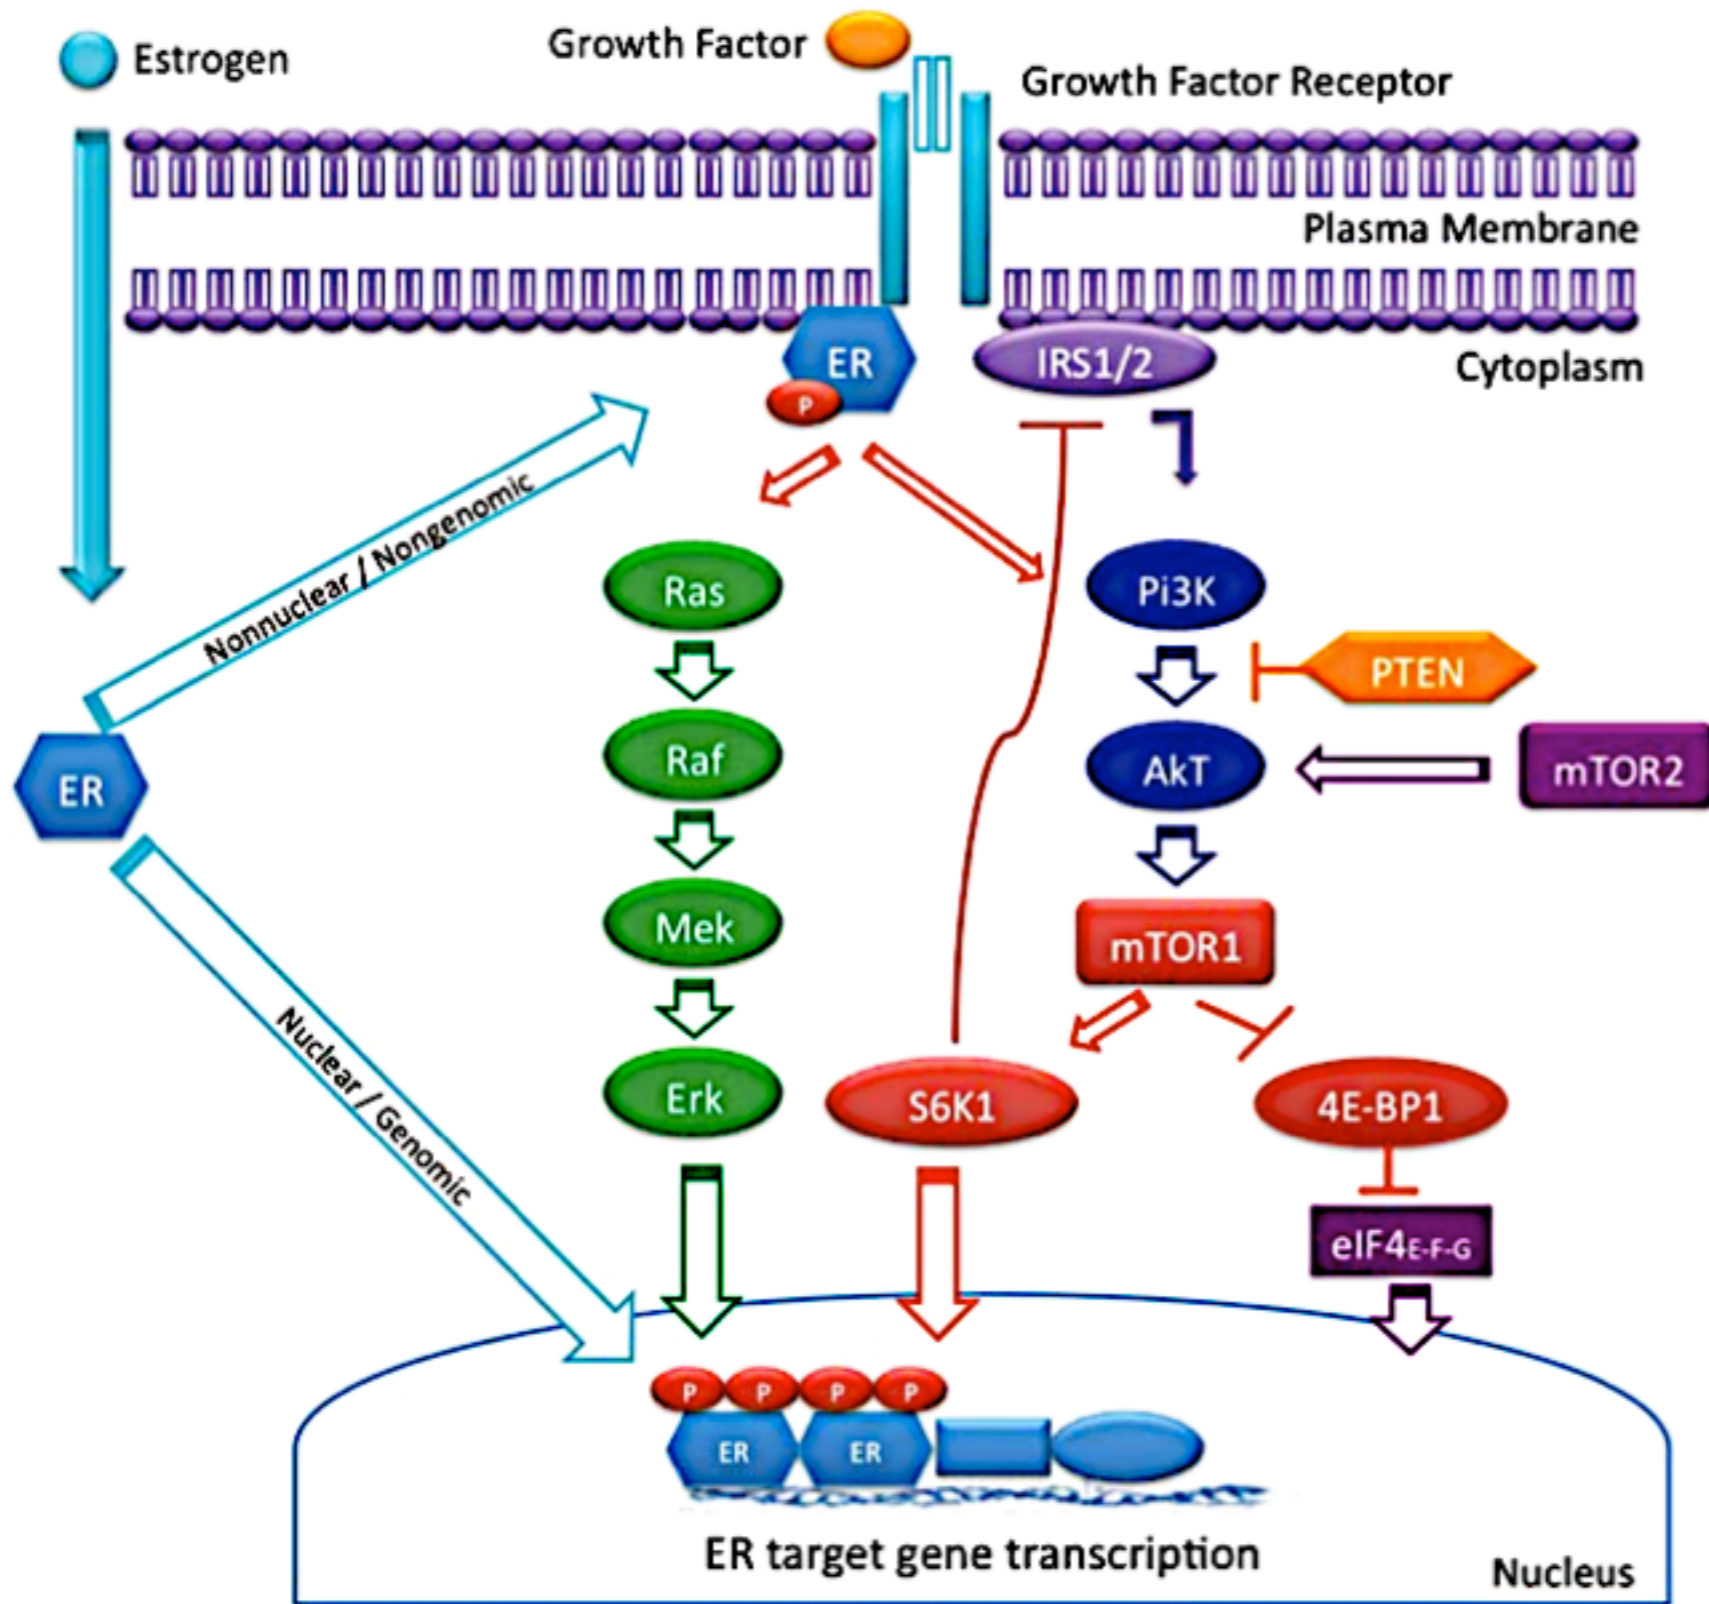 Estrogen
Growth Factor
Growth Factor Receptor
Plasma Membrane
Cytoplasm
ER
P
IRS1/2
Nonnuclear / Nongenomic
Ras
Pi3K
PTEN
Raf
AkT
mTOR2
ER
Mek
mTOR1
Nuclear / Genomic
Erk
S6K1
4E-BP1
eIF4E-F-G
P P P P
ER ER
ER target gene transcription
Nucleus